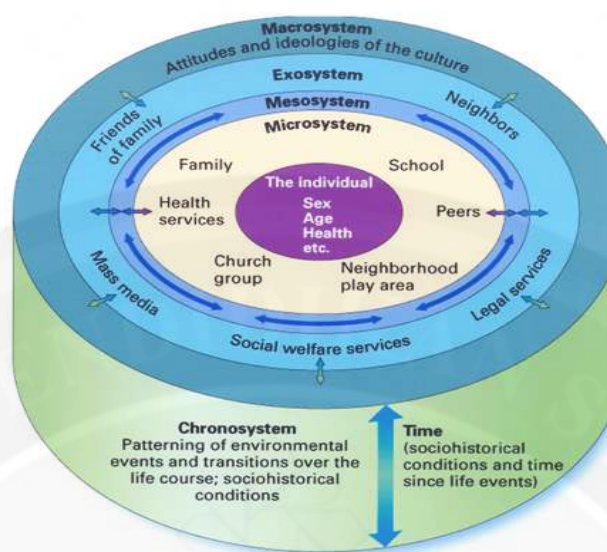 Macrosystem
Attitudes and ideologies of the culture
Exosystem
Mesosystem
Microsystem
Friends
of family
Neighbors
Family
School
The individual
Sex
Age
Health
etc.
Health
services
Peers
Church
group
Neighborhood
play area
Mass media
Legal services
Social welfare services
Chronosystem
Patterning of environmental
events and transitions over the
life course; sociohistorical
conditions
Time
(sociohistorical
conditions and time
since life events)